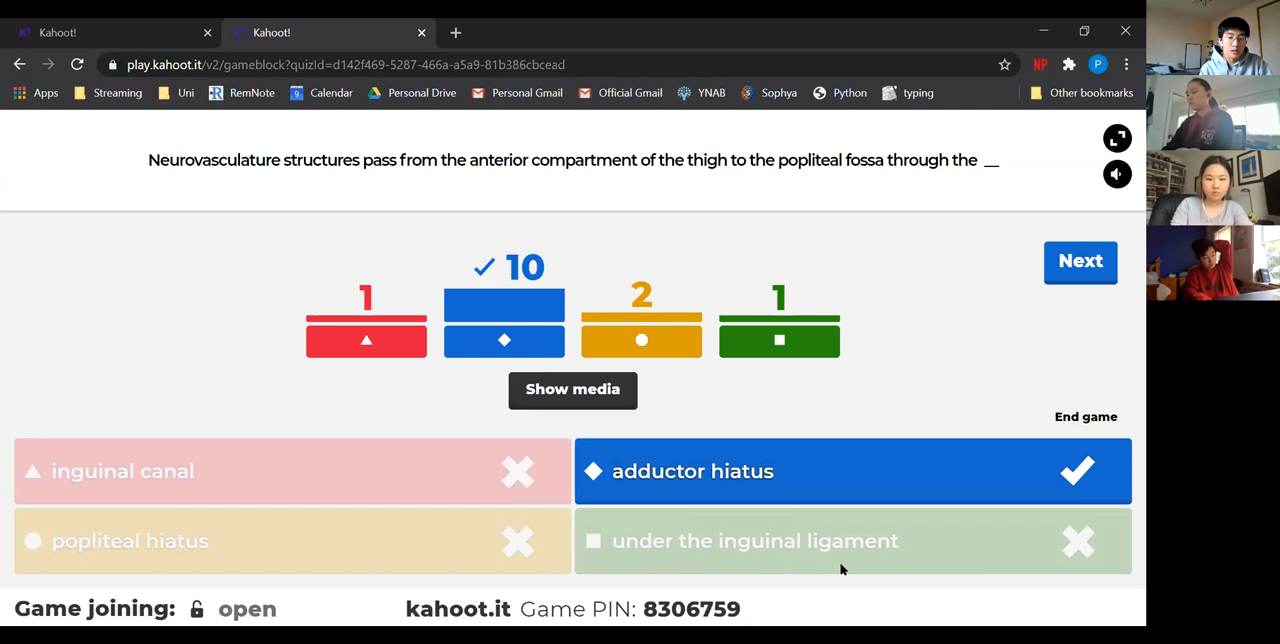 Kahoot!
Kahoot!
play.kahoot.it/v2/gameblock?quizId=d142f469-5287-466a-a5a9-81b386cbcead
NP
P
Apps Streaming Uni RemNote Calendar Personal Drive Personal Gmail Official Gmail YNAB Sophya Python typing Other bookmarks
Neurovasculature structures pass from the anterior compartment of the thigh to the popliteal fossa through the __
1
10
2
1
Next
Show media
End game
inguinal canal
adductor hiatus
popliteal hiatus
under the inguinal ligament
Game joining: open
kahoot.it Game PIN: 8306759